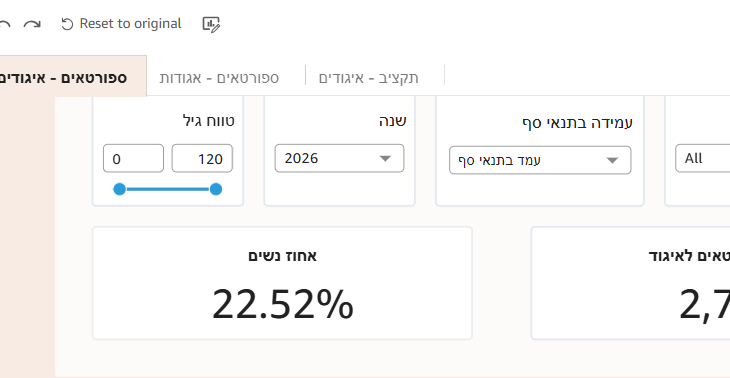 Reset to original
ספורטאים - איגודים
ספורטאים - אגודות
תקציב - איגודים
עמידה בתנאי סף
שנה
טווח גיל
All
עמד בתנאי סף
2026
0
120
אחוז נשים
22.52%
לאיגוד
2,7